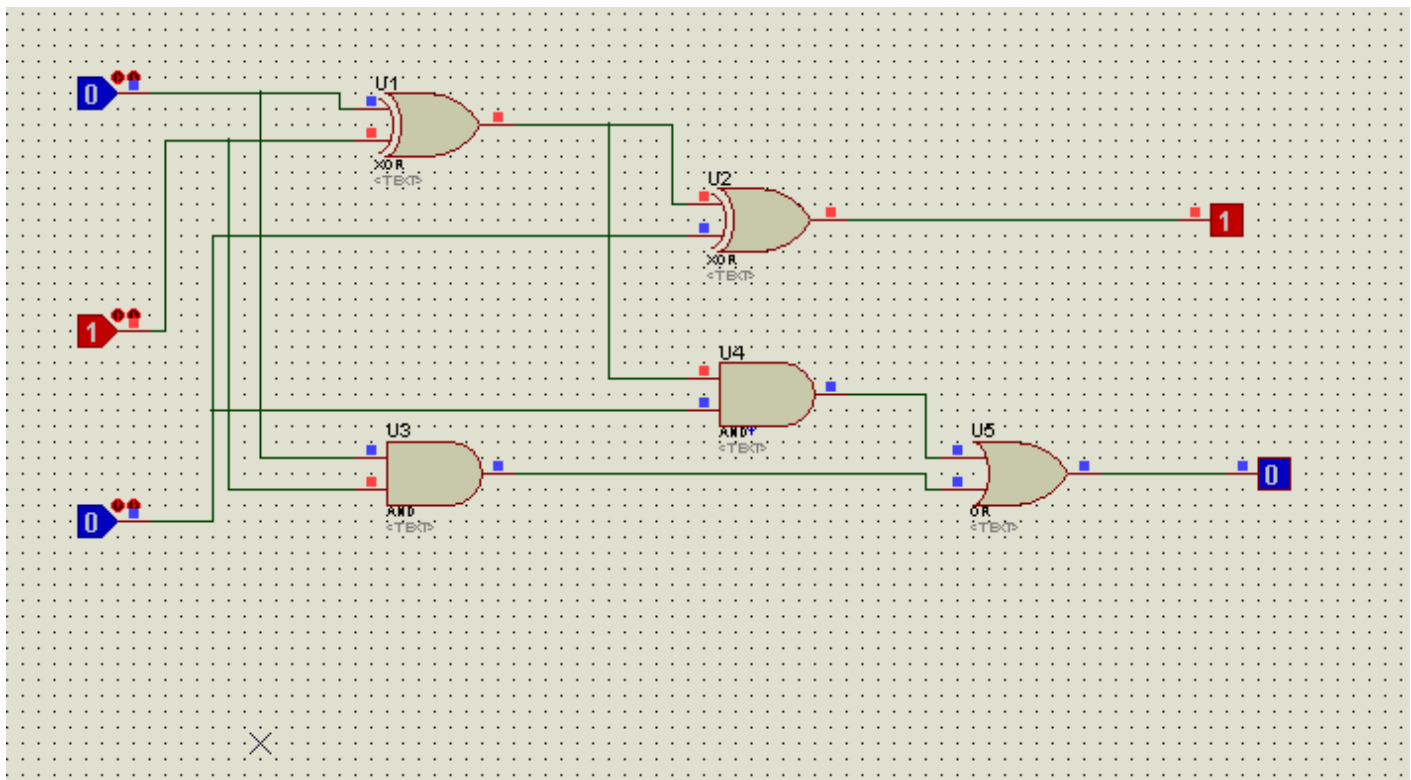 0
U1
XOR
<TEXT>
U2
1
XOR
<TEXT>
1
U4
AND
<TEXT>
U3
U5
0
AND
<TEXT>
OR
<TEXT>
0